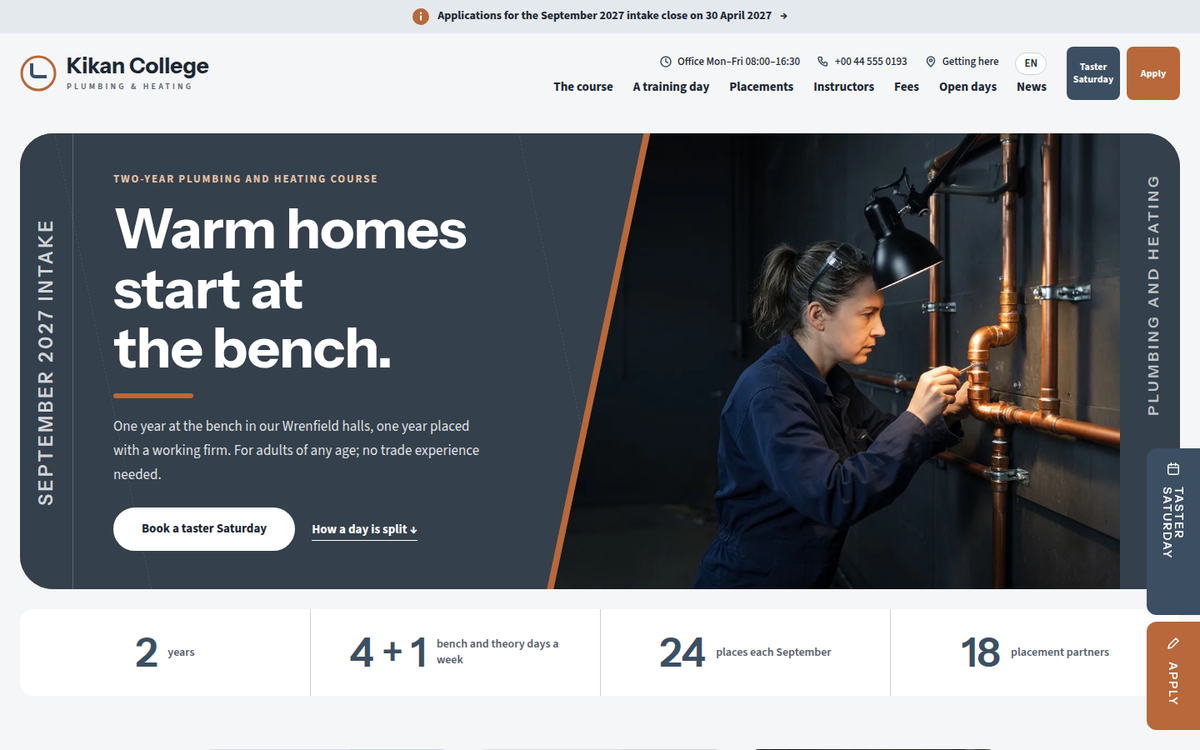 Applications for the September 2027 intake close on 30 April 2027 →
Kikan College
PLUMBING & HEATING
Office Mon–Fri 08:00–16:30
+00 44 555 0193
Getting here
EN
Taster
Saturday
Apply
The course
A training day
Placements
Instructors
Fees
Open days
News
SEPTEMBER 2027 INTAKE
TWO-YEAR PLUMBING AND HEATING COURSE
Warm homes
start at
the bench.
One year at the bench in our Wrenfield halls, one year placed
with a working firm. For adults of any age; no trade experience
needed.
Book a taster Saturday
How a day is split ↓
PLUMBING AND HEATING
TASTER
SATURDAY
APPLY
2 years
4 + 1 bench and theory days a
week
24 places each September
18 placement partners